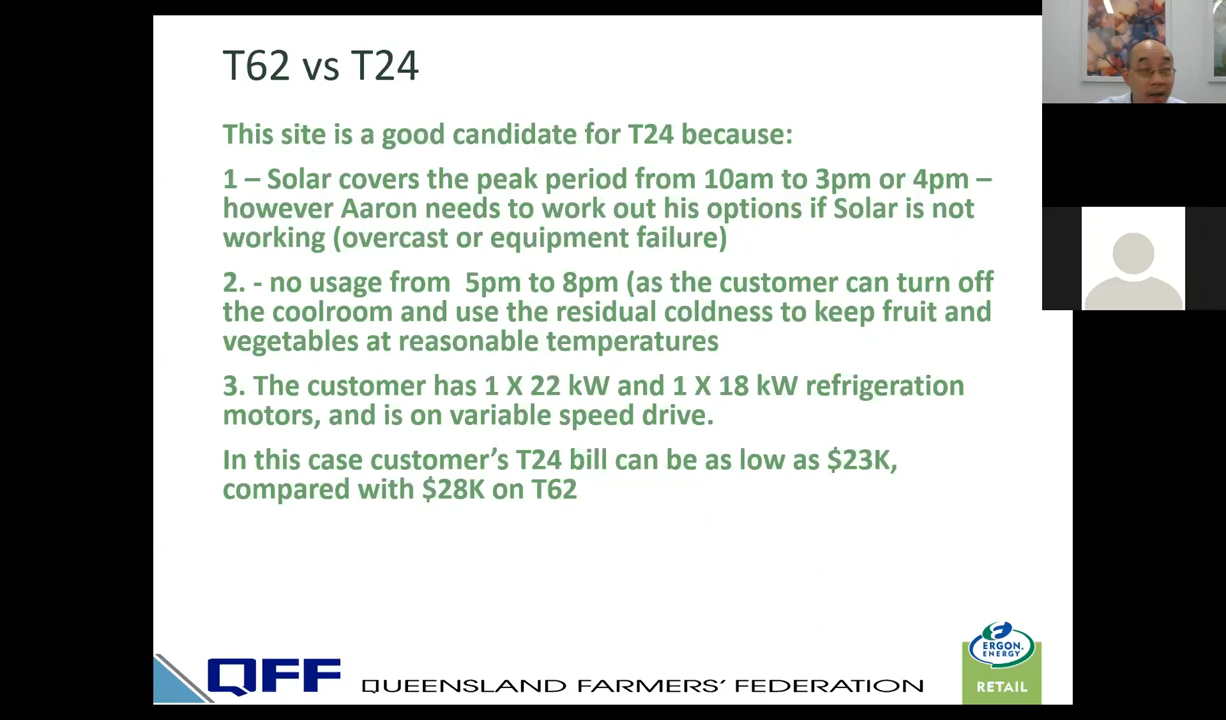 T62 vs T24
This site is a good candidate for T24 because:
1 – Solar covers the peak period from 10am to 3pm or 4pm –
however Aaron needs to work out his options if Solar is not
working (overcast or equipment failure)
2. - no usage from  5pm to 8pm (as the customer can turn off
the coolroom and use the residual coldness to keep fruit and
vegetables at reasonable temperatures
3. The customer has 1 X 22 kW and 1 X 18 kW refrigeration
motors, and is on variable speed drive.
In this case customer’s T24 bill can be as low as $23K,
compared with $28K on T62
QFF
QUEENSLAND FARMERS’ FEDERATION
ERGON.
ENERGY
RETAIL